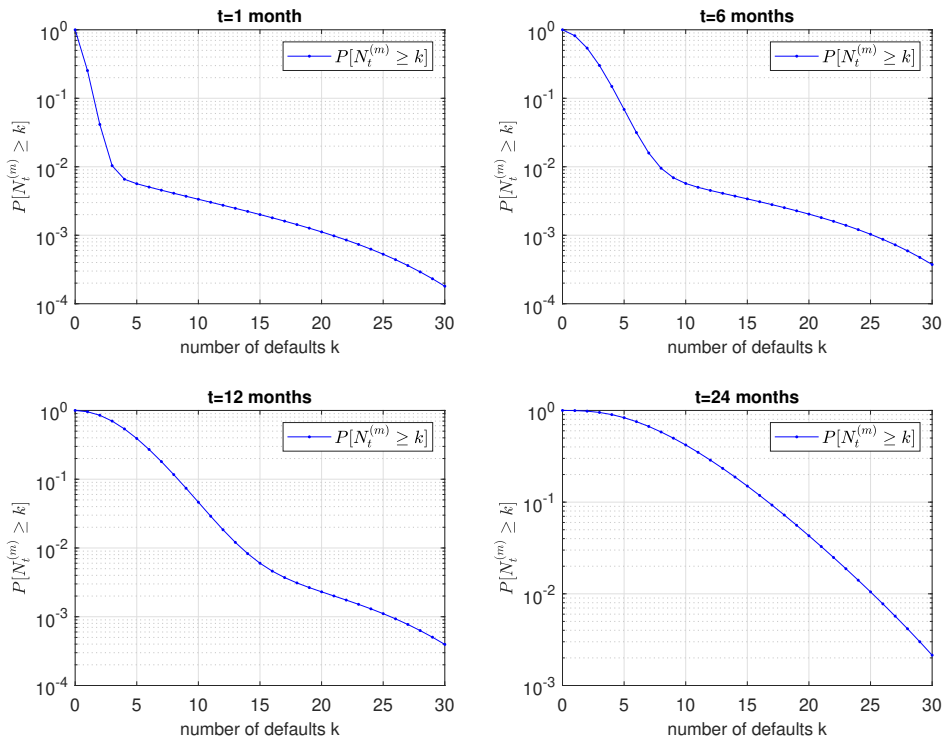 t=1 month
P[N_t^{(m)} ≥ k]
10^0
10^{-1}
10^{-2}
10^{-3}
10^{-4}
P[N_t^{(m)} ≥ k]
0 5 10 15 20 25 30
number of defaults k
t=6 months
P[N_t^{(m)} ≥ k]
10^0
10^{-1}
10^{-2}
10^{-3}
10^{-4}
P[N_t^{(m)} ≥ k]
0 5 10 15 20 25 30
number of defaults k
t=12 months
P[N_t^{(m)} ≥ k]
10^0
10^{-1}
10^{-2}
10^{-3}
10^{-4}
P[N_t^{(m)} ≥ k]
0 5 10 15 20 25 30
number of defaults k
t=24 months
P[N_t^{(m)} ≥ k]
10^0
10^{-1}
10^{-2}
10^{-3}
P[N_t^{(m)} ≥ k]
0 5 10 15 20 25 30
number of defaults k